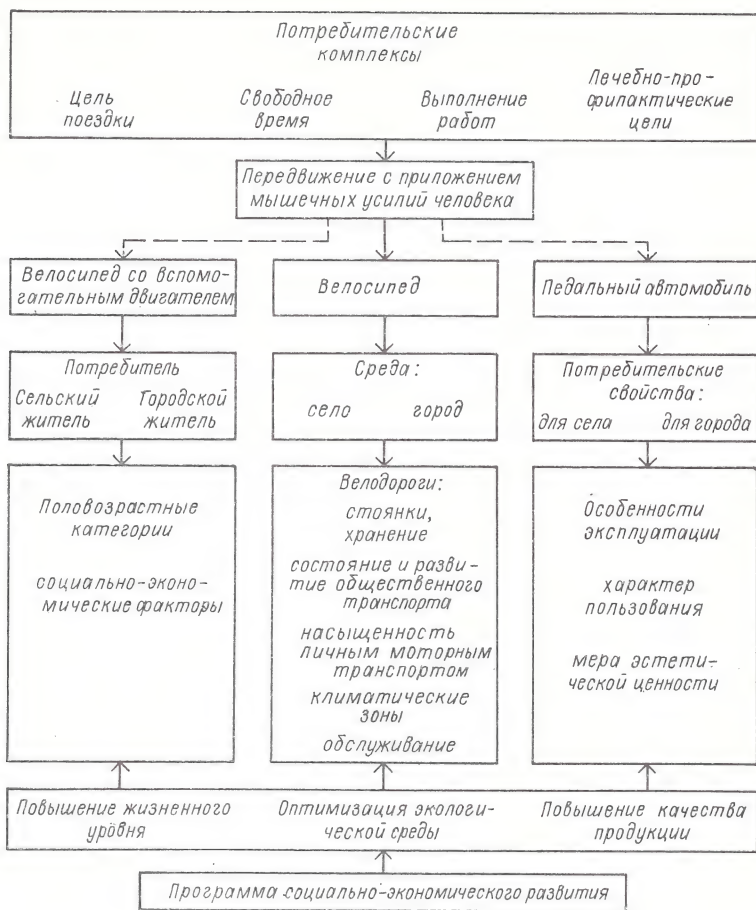 Потребительские
комплексы
Цель
поездки
Свободное
время
Выполнение
работ
Лечебно-про-
филактические
цели
Передвижение с приложением
мышечных усилий человека
Велосипед со вспомо-
гательным двигателем
Велосипед
Педальный автомобиль
Потребитель
Сельский
житель
Городской
житель
Среда:
село город
Потребительские
свойства:
для села для города
Половозрастные
категории
социально-эконо-
мические факторы
Велодороги:
стоянки,
хранение
состояние и разви-
тие общественного
транспорта
насыщенность
личным моторным
транспортом
климатические
зоны
обслуживание
Особенности
эксплуатации
характер
пользования
мера эстети-
ческой ценности
Повышение жизненного
уровня
Оптимизация экологи-
ческой среды
Повышение качества
продукции
Программа социально-экономического развития